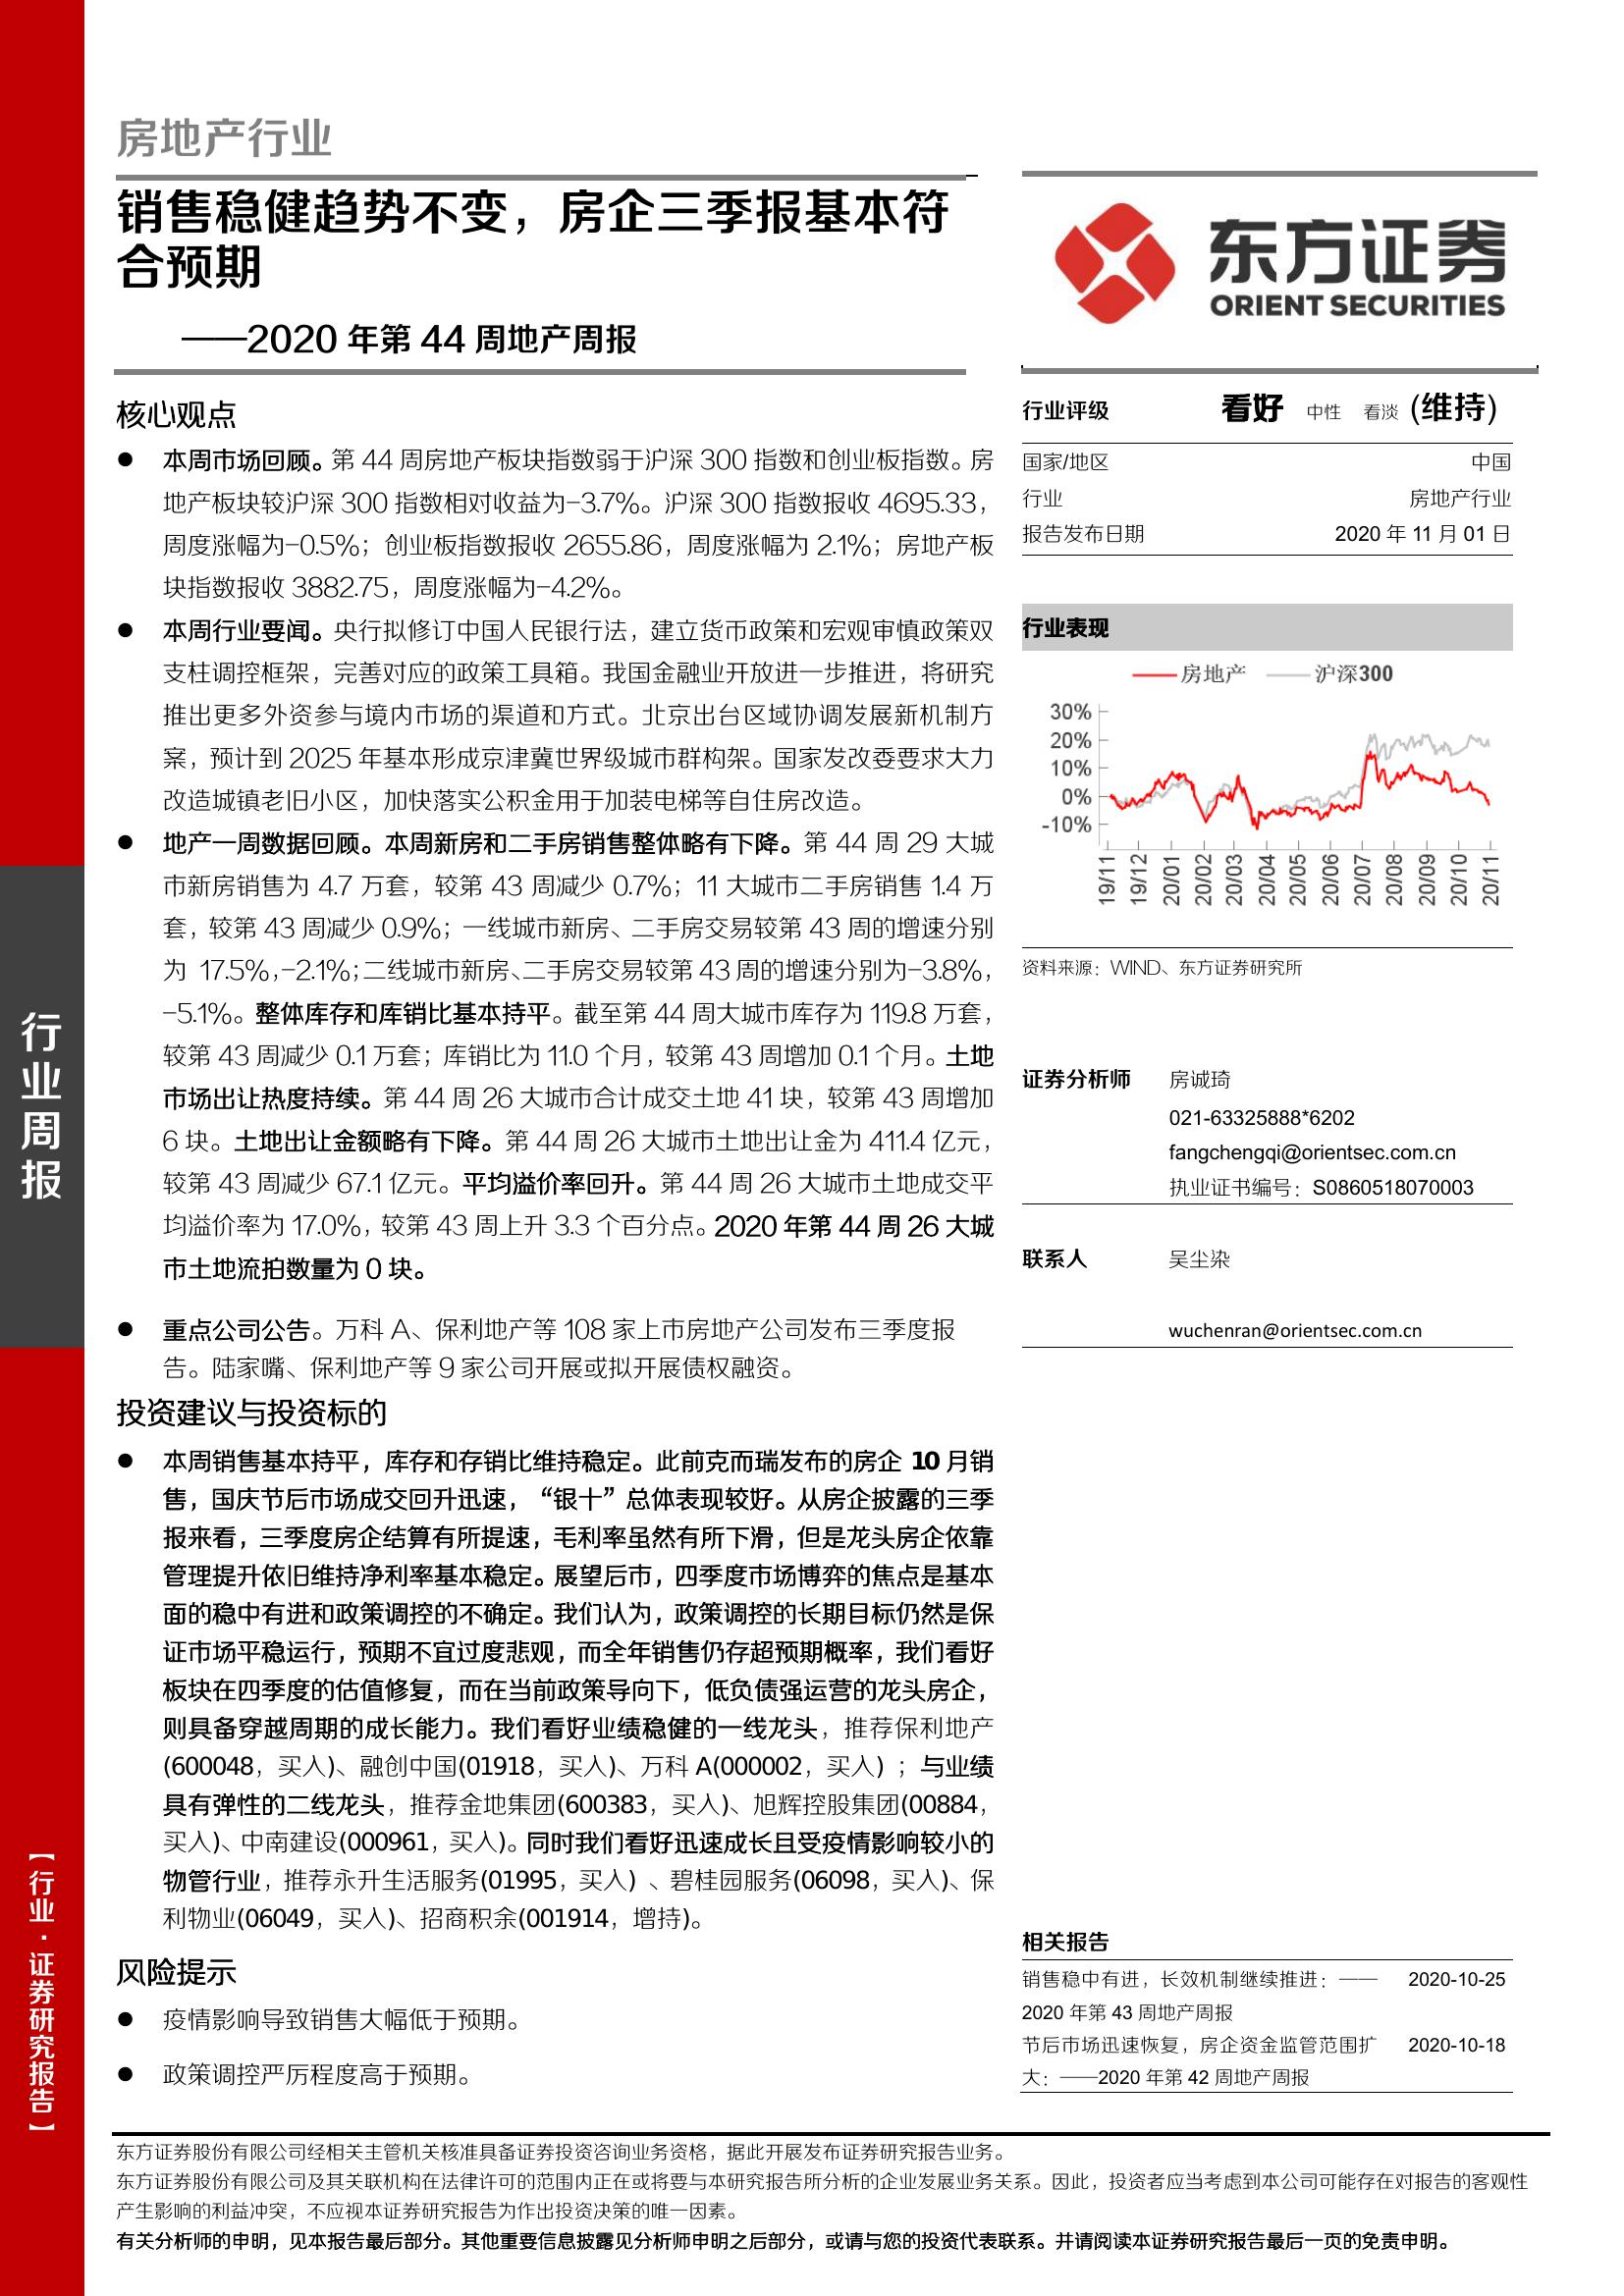 房地产行业
销售稳健趋势不变，房企三季报基本符
合预期
——2020 年第 44 周地产周报
核心观点
● 本周市场回顾。第 44 周房地产板块指数弱于沪深 300 指数和创业板指数。房
地产板块较沪深 300 指数相对收益为-3.7%。沪深 300 指数报收 4695.33，
周度涨幅为-0.5%；创业板指数报收 2655.86，周度涨幅为 2.1%；房地产板
块指数报收 3882.75，周度涨幅为-4.2%。
● 本周行业要闻。央行拟修订中国人民银行法，建立货币政策和宏观审慎政策双
支柱调控框架，完善对应的政策工具箱。我国金融业开放进一步推进，将研究
推出更多外资参与境内市场的渠道和方式。北京出台区域协调发展新机制方
案，预计到 2025 年基本形成京津冀世界级城市群构架。国家发改委要求大力
改造城镇老旧小区，加快落实公积金用于加装电梯等自住房改造。
● 地产一周数据回顾。本周新房和二手房销售整体略有下降。第 44 周 29 大城
市新房销售为 4.7 万套，较第 43 周减少 0.7%；11 大城市二手房销售 1.4 万
套，较第 43 周减少 0.9%；一线城市新房、二手房交易较第 43 周的增速分别
为 17.5%，-2.1%；二线城市新房、二手房交易较第 43 周的增速分别为-3.8%，
-5.1%。整体库存和库销比基本持平。截至第 44 周大城市库存为 119.8 万套，
较第 43 周减少 0.1 万套；库销比为 11.0 个月，较第 43 周增加 0.1 个月。土地
市场出让热度持续。第 44 周 26 大城市合计成交土地 41 块，较第 43 周增加
6 块。土地出让金额略有下降。第 44 周 26 大城市土地出让金为 411.4 亿元，
较第 43 周减少 67.1 亿元。平均溢价率回升。第 44 周 26 大城市土地成交平
均溢价率为 17.0%，较第 43 周上升 3.3 个百分点。2020 年第 44 周 26 大城
市土地流拍数量为 0 块。
● 重点公司公告。万科 A、保利地产等 108 家上市房地产公司发布三季度报
告。陆家嘴、保利地产等 9 家公司开展或拟开展债权融资。
投资建议与投资标的
● 本周销售基本持平，库存和存销比维持稳定。此前克而瑞发布的房企 10 月销
售，国庆节后市场成交回升迅速，“银十”总体表现较好。从房企披露的三季
报来看，三季度房企结算有所提速，毛利率虽然有所下滑，但是龙头房企依靠
管理提升依旧维持净利率基本稳定。展望后市，四季度市场博弈的焦点是基本
面的稳中有进和政策调控的不确定。我们认为，政策调控的长期目标仍然是保
证市场平稳运行，预期不宜过度悲观，而全年销售仍存超预期概率，我们看好
板块在四季度的估值修复，而在当前政策导向下，低负债强运营的龙头房企，
则具备穿越周期的成长能力。我们看好业绩稳健的一线龙头，推荐保利地产
(600048，买入)、融创中国(01918，买入)、万科 A(000002，买入) ；与业绩
具有弹性的二线龙头，推荐金地集团(600383，买入)、旭辉控股集团(00884，
买入)、中南建设(000961，买入)。同时我们看好迅速成长且受疫情影响较小的
物管行业，推荐永升生活服务(01995，买入) 、碧桂园服务(06098，买入)、保
利物业(06049，买入)、招商积余(001914，增持)。
风险提示
● 疫情影响导致销售大幅低于预期。
● 政策调控严厉程度高于预期。
东方证券
ORIENT SECURITIES
行业评级 看好 中性 看淡 (维持)
国家/地区 中国
行业 房地产行业
报告发布日期 2020 年 11 月 01 日
行业表现
房地产 沪深300
30%
20%
10%
0%
-10%
19/11 19/12 20/01 20/02 20/03 20/04 20/05 20/06 20/07 20/08 20/09 20/10 20/11
资料来源：WIND、东方证券研究所
证券分析师 房诚琦
021-63325888*6202
fangchengqi@orientsec.com.cn
执业证书编号：S0860518070003
联系人 吴尘染
wuchenran@orientsec.com.cn
相关报告
销售稳中有进，长效机制继续推进：—— 2020-10-25
2020 年第 43 周地产周报
节后市场迅速恢复，房企资金监管范围扩 2020-10-18
大：——2020 年第 42 周地产周报
行业周报
【行业·证券研究报告】
东方证券股份有限公司经相关主管机关核准具备证券投资咨询业务资格，据此开展发布证券研究报告业务。
东方证券股份有限公司及其关联机构在法律许可的范围内正在或将要与本研究报告所分析的企业发展业务关系。因此，投资者应当考虑到本公司可能存在对报告的客观性
产生影响的利益冲突，不应视本证券研究报告为作出投资决策的唯一因素。
有关分析师的申明，见本报告最后部分。其他重要信息披露见分析师申明之后部分，或请与您的投资代表联系。并请阅读本证券研究报告最后一页的免责申明。